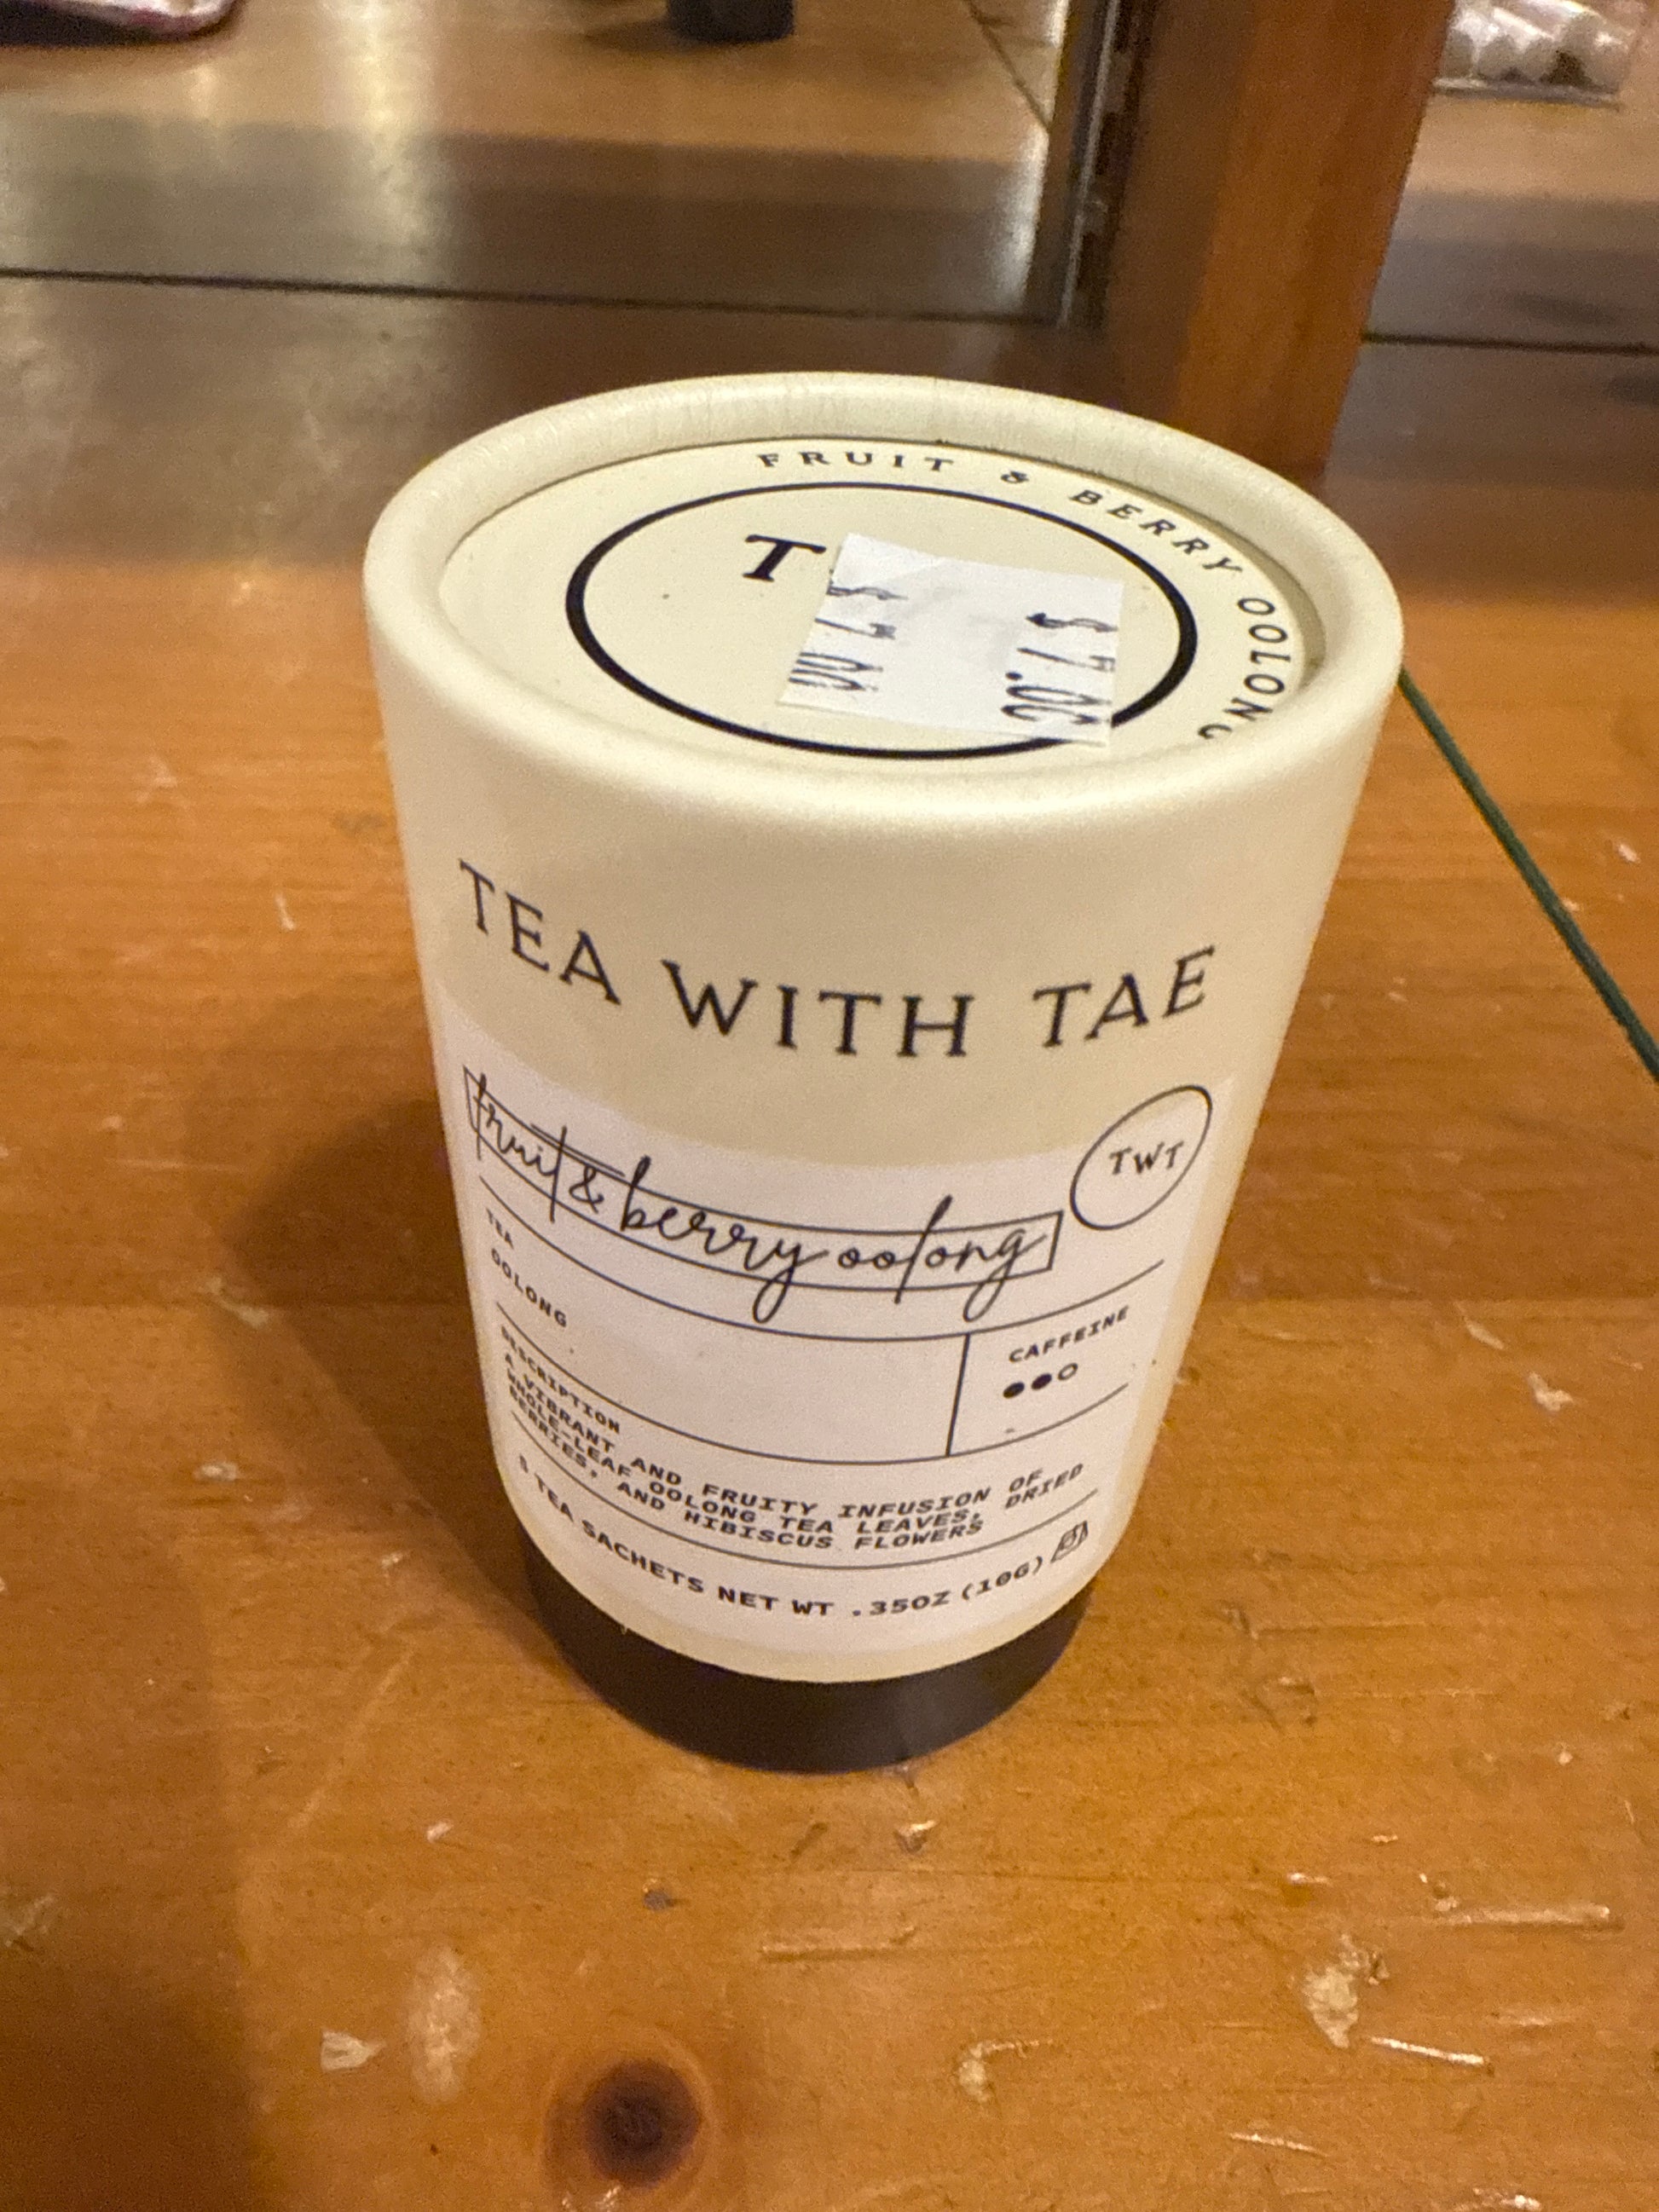 FRUIT & BERRY OOLONG
T
$7.00
$7.00
TEA WITH TAE
fruit & berry oolong
TWT
TEA
OOLONG
CAFFEINE
DESCRIPTION
A VIBRANT AND FRUITY INFUSION OF
WHOLE-LEAF OOLONG TEA LEAVES, DRIED
BERRIES, AND HIBISCUS FLOWERS
TEA SACHETS NET WT .35OZ (10G)